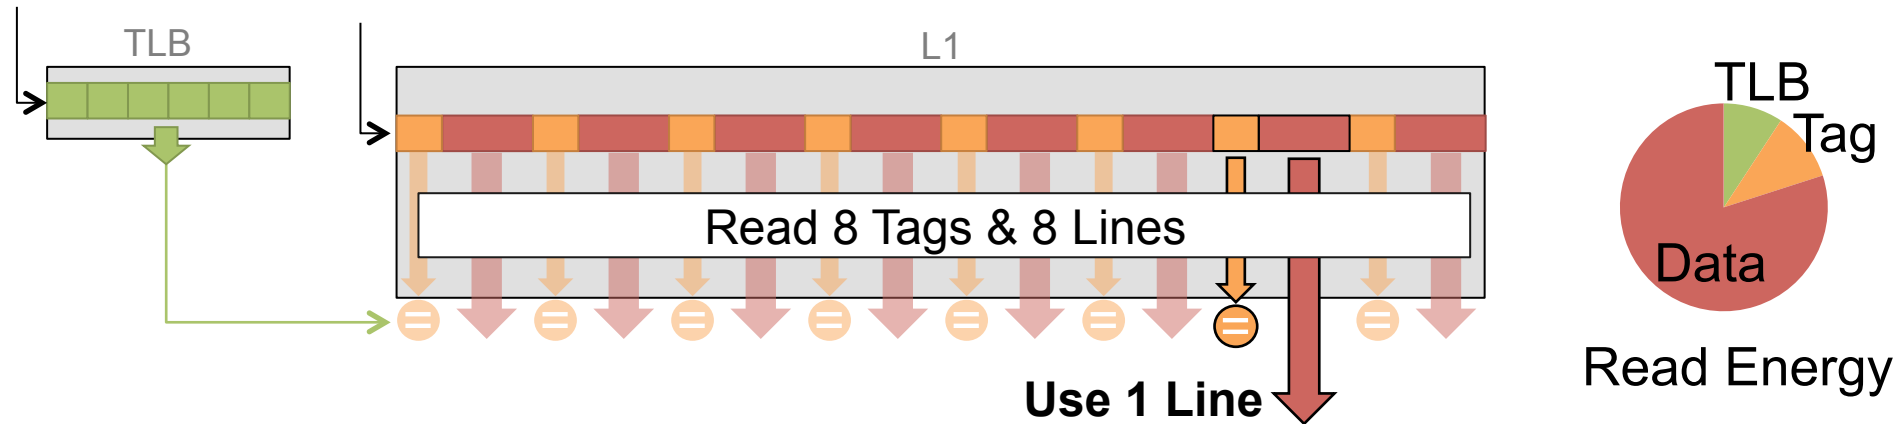 TLB
L1
Read 8 Tags & 8 Lines
Use 1 Line
TLB
Tag
Data
Read Energy